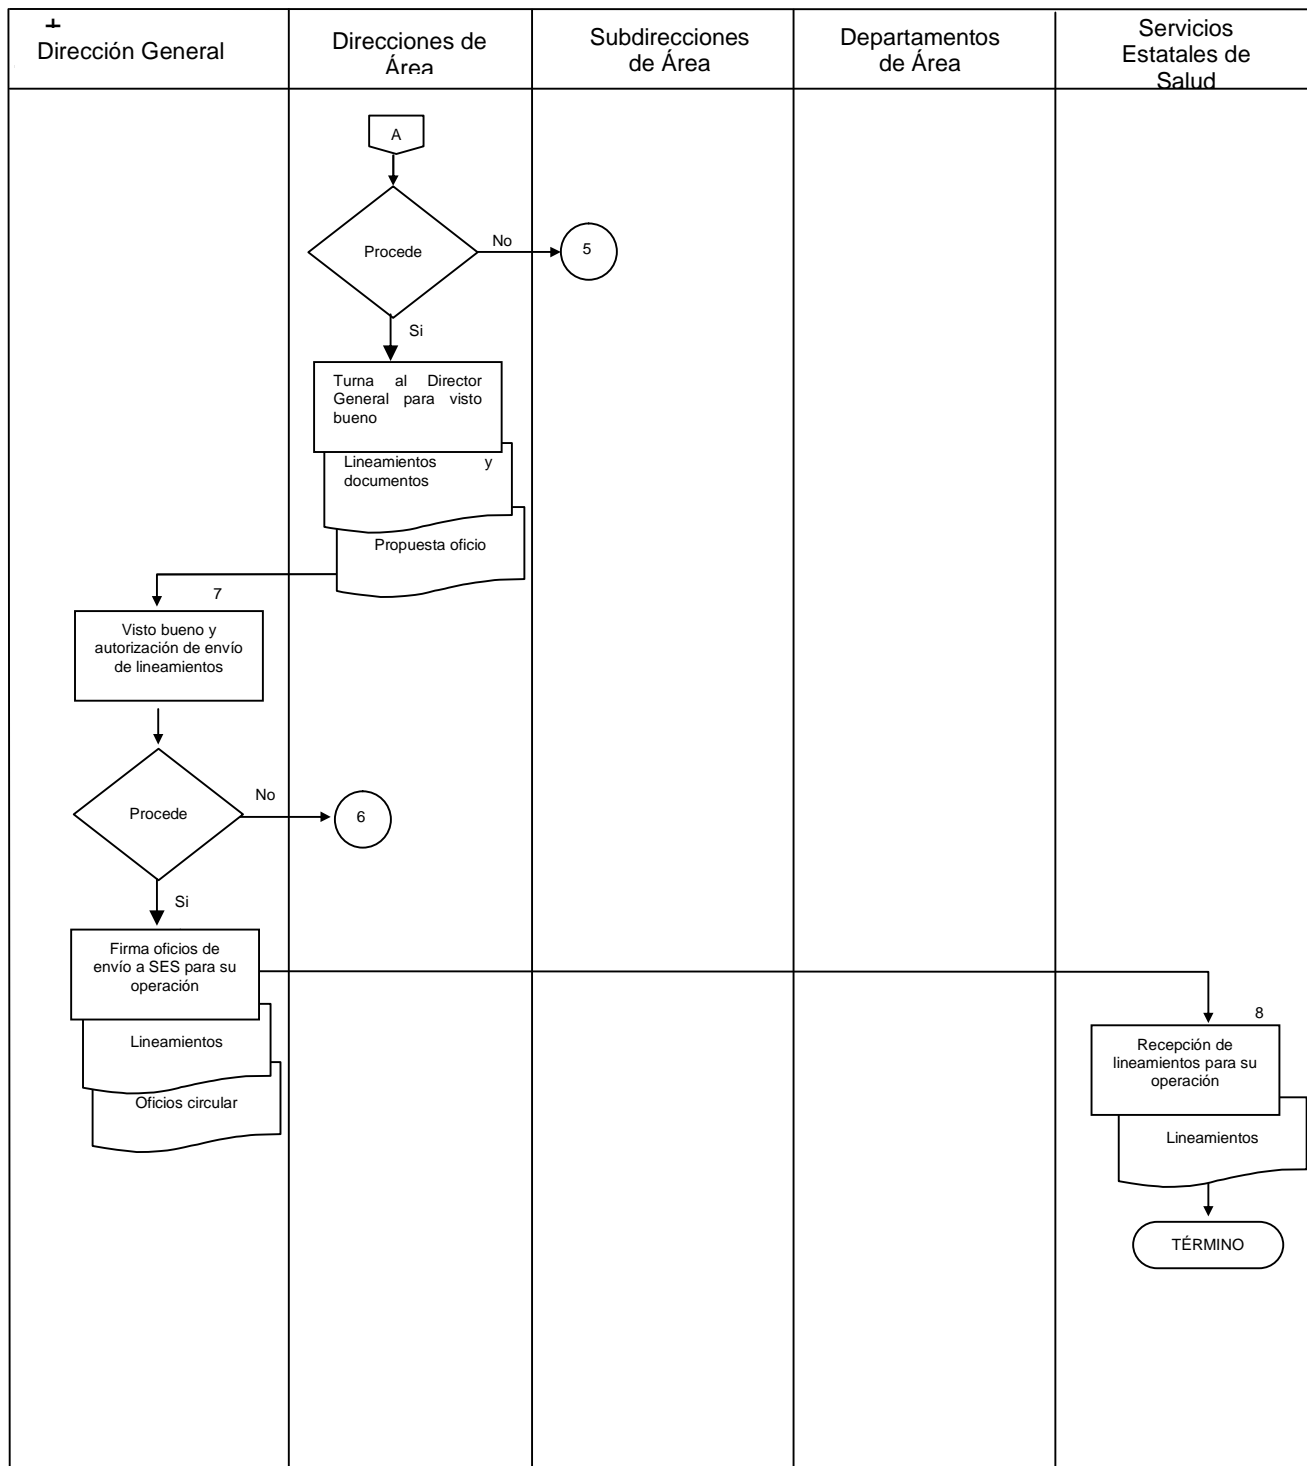 Dirección General
Direcciones de
Área
Subdirecciones
de Área
Departamentos
de Área
Servicios
Estatales de
Salud
A
Procede
No
5
Si
Turna al Director
General para visto
bueno
Lineamientos y
documentos
Propuesta oficio
7
Visto bueno y
autorización de envío
de lineamientos
Procede
No
6
Si
Firma oficios de
envío a SES para su
operación
Lineamientos
Oficios circular
8
Recepción de
lineamientos para su
operación
Lineamientos
TÉRMINO